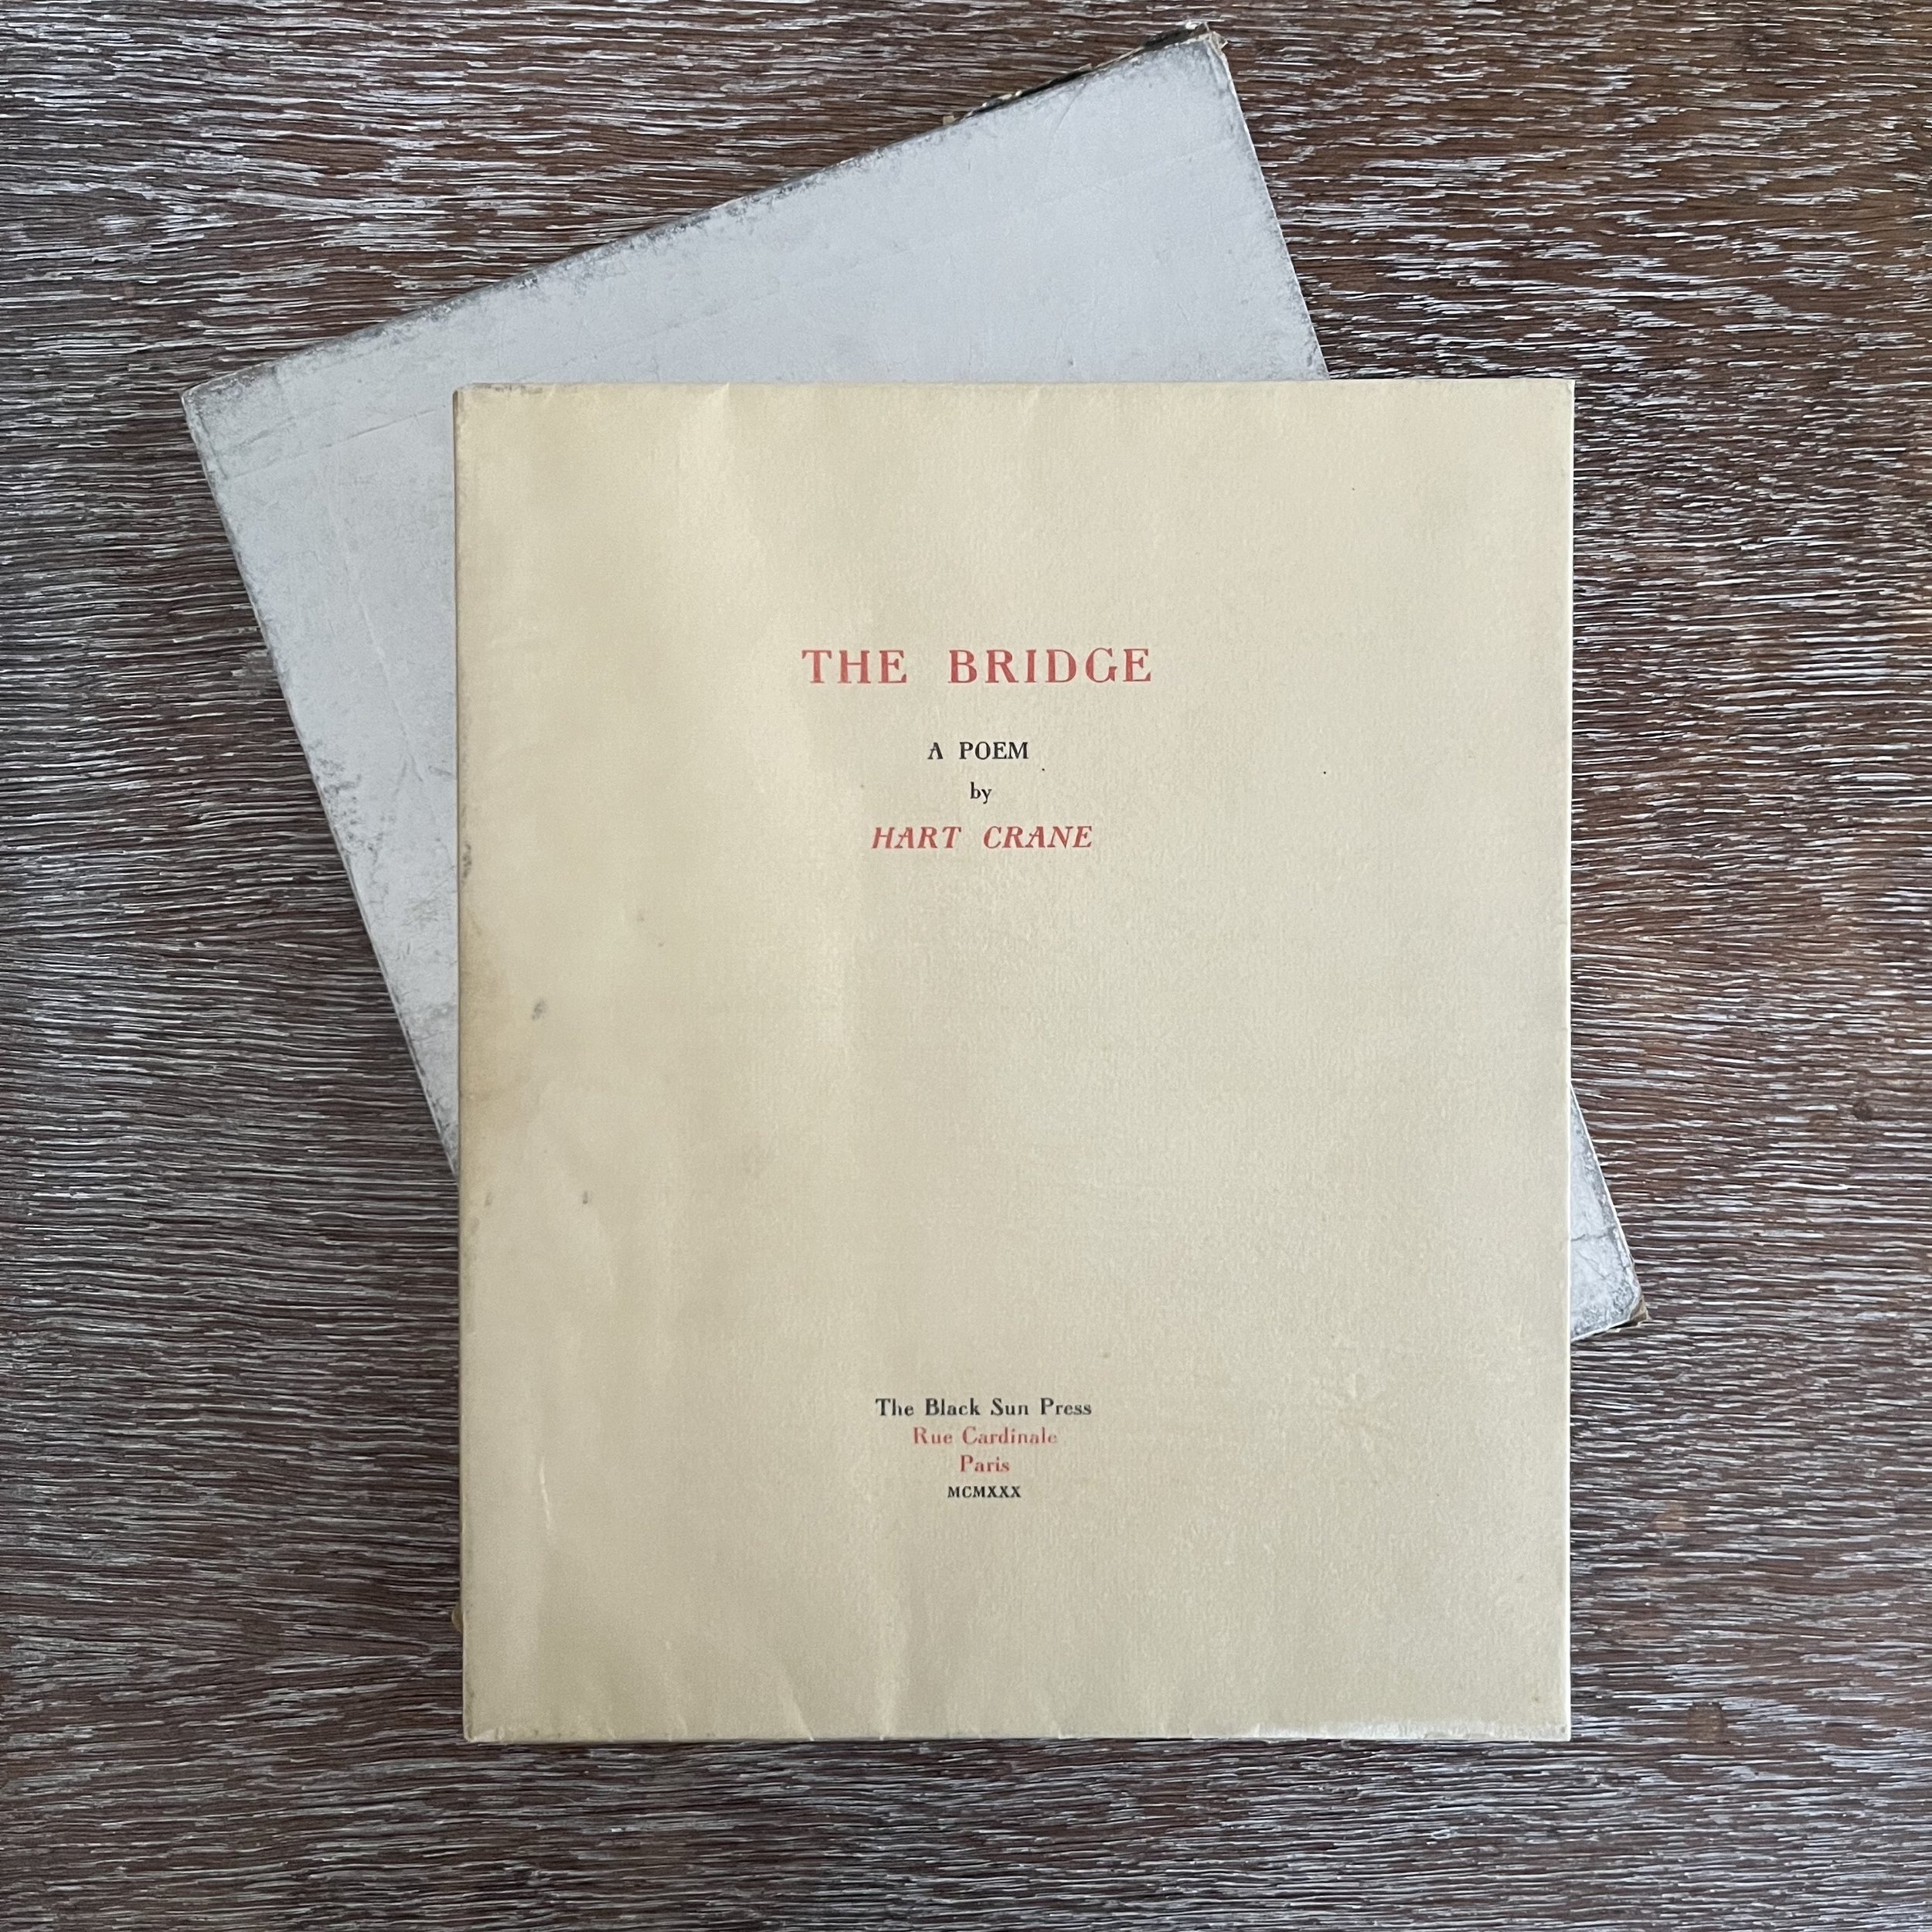 THE BRIDGE
A POEM
by
HART CRANE
The Black Sun Press
Rue Cardinale
Paris
MCMXXX